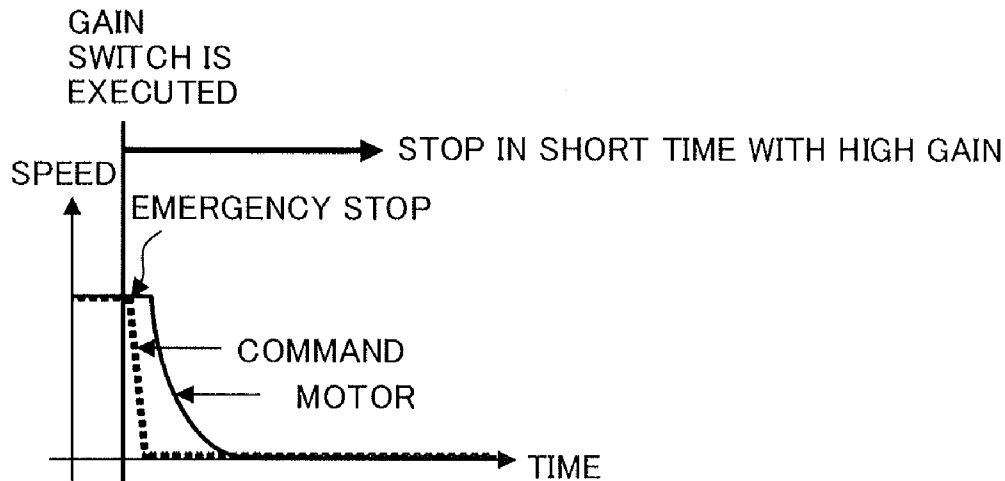 GAIN
SWITCH IS
EXECUTED
STOP IN SHORT TIME WITH HIGH GAIN
SPEED
EMERGENCY STOP
COMMAND
MOTOR
TIME